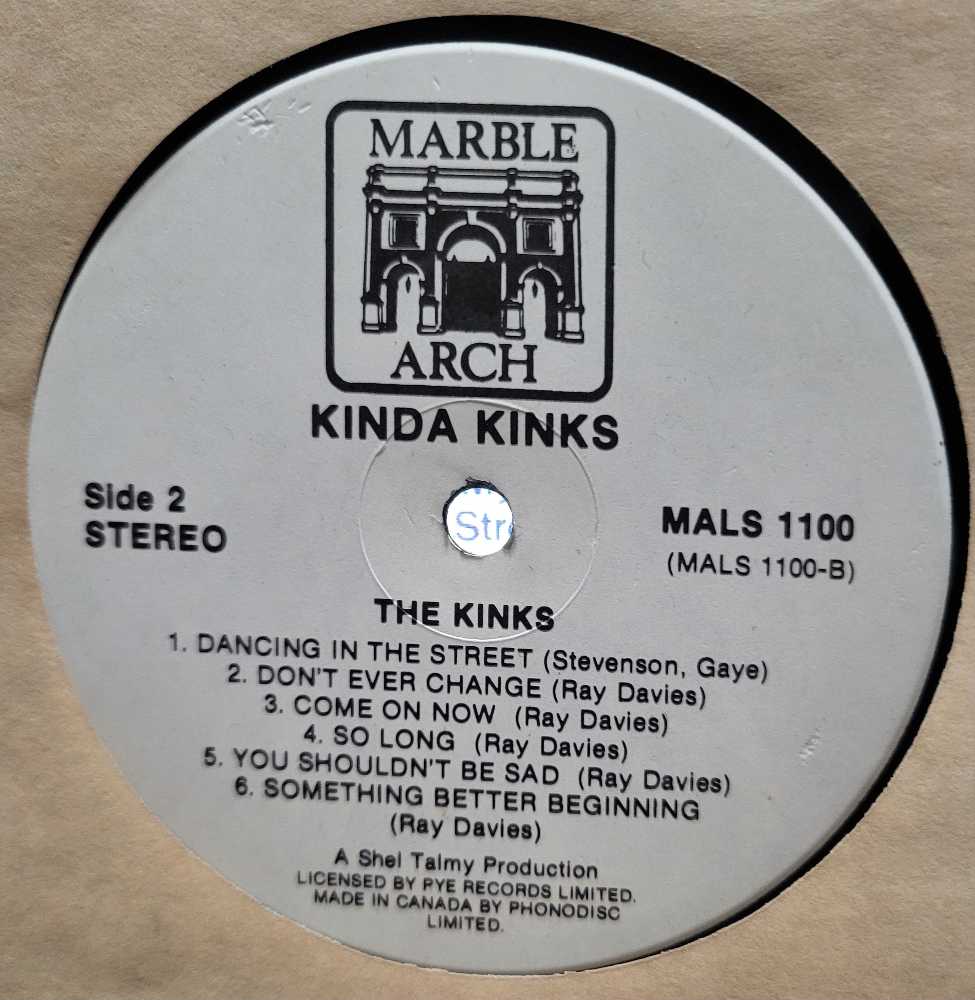 MARBLE
ARCH
KINDA KINKS
Side 2
STEREO
MALS 1100
(MALS 1100-B)
Str
THE KINKS
1. DANCING IN THE STREET (Stevenson, Gaye)
2. DON'T EVER CHANGE (Ray Davies)
3. COME ON NOW (Ray Davies)
4. SO LONG (Ray Davies)
5. YOU SHOULDN'T BE SAD (Ray Davies)
6. SOMETHING BETTER BEGINNING
(Ray Davies)
A Shel Talmy Production
LICENSED BY PYE RECORDS LIMITED.
MADE IN CANADA BY PHONODISC
LIMITED.